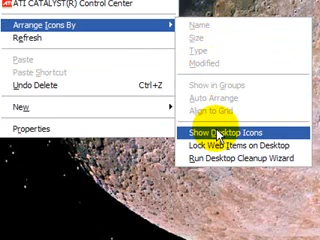 ATI CATALYST(R) Control Center
Arrange Icons By
Refresh
Paste
Paste Shortcut
Undo Delete Ctrl+Z
New
Properties
Name
Size
Type
Modified
Show in Groups
Auto Arrange
Align to Grid
Show Desktop Icons
Lock Web Items on Desktop
Run Desktop Cleanup Wizard